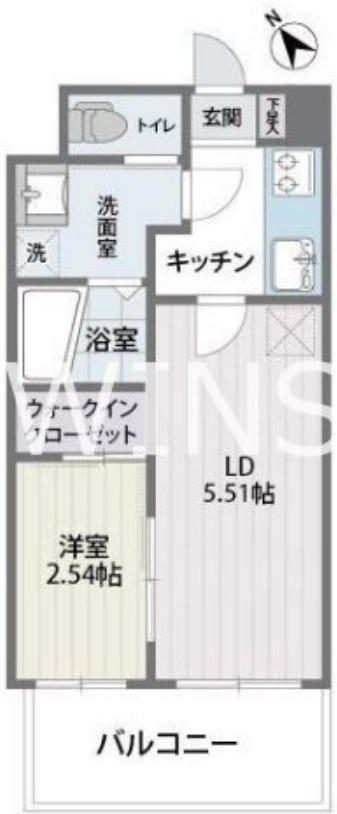 N
トイレ
玄関
下足入
洗面室
洗
キッチン
浴室
ウォークイン
クローゼット
WINS
LD
5.51帖
洋室
2.54帖
バルコニー